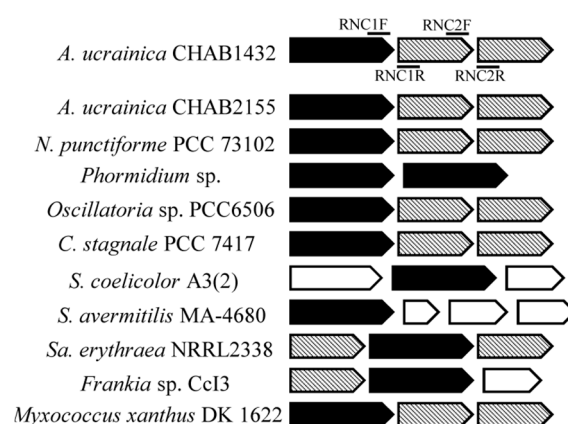 RNC1F RNC2F
A. ucrainica CHAB1432
RNC1R RNC2R
A. ucrainica CHAB2155
N. punctiforme PCC 73102
Phormidium sp.
Oscillatoria sp. PCC6506
C. stagnale PCC 7417
S. coelicolor A3(2)
S. avermitilis MA-4680
Sa. erythraea NRRL2338
Frankia sp. CcI3
Myxococcus xanthus DK 1622